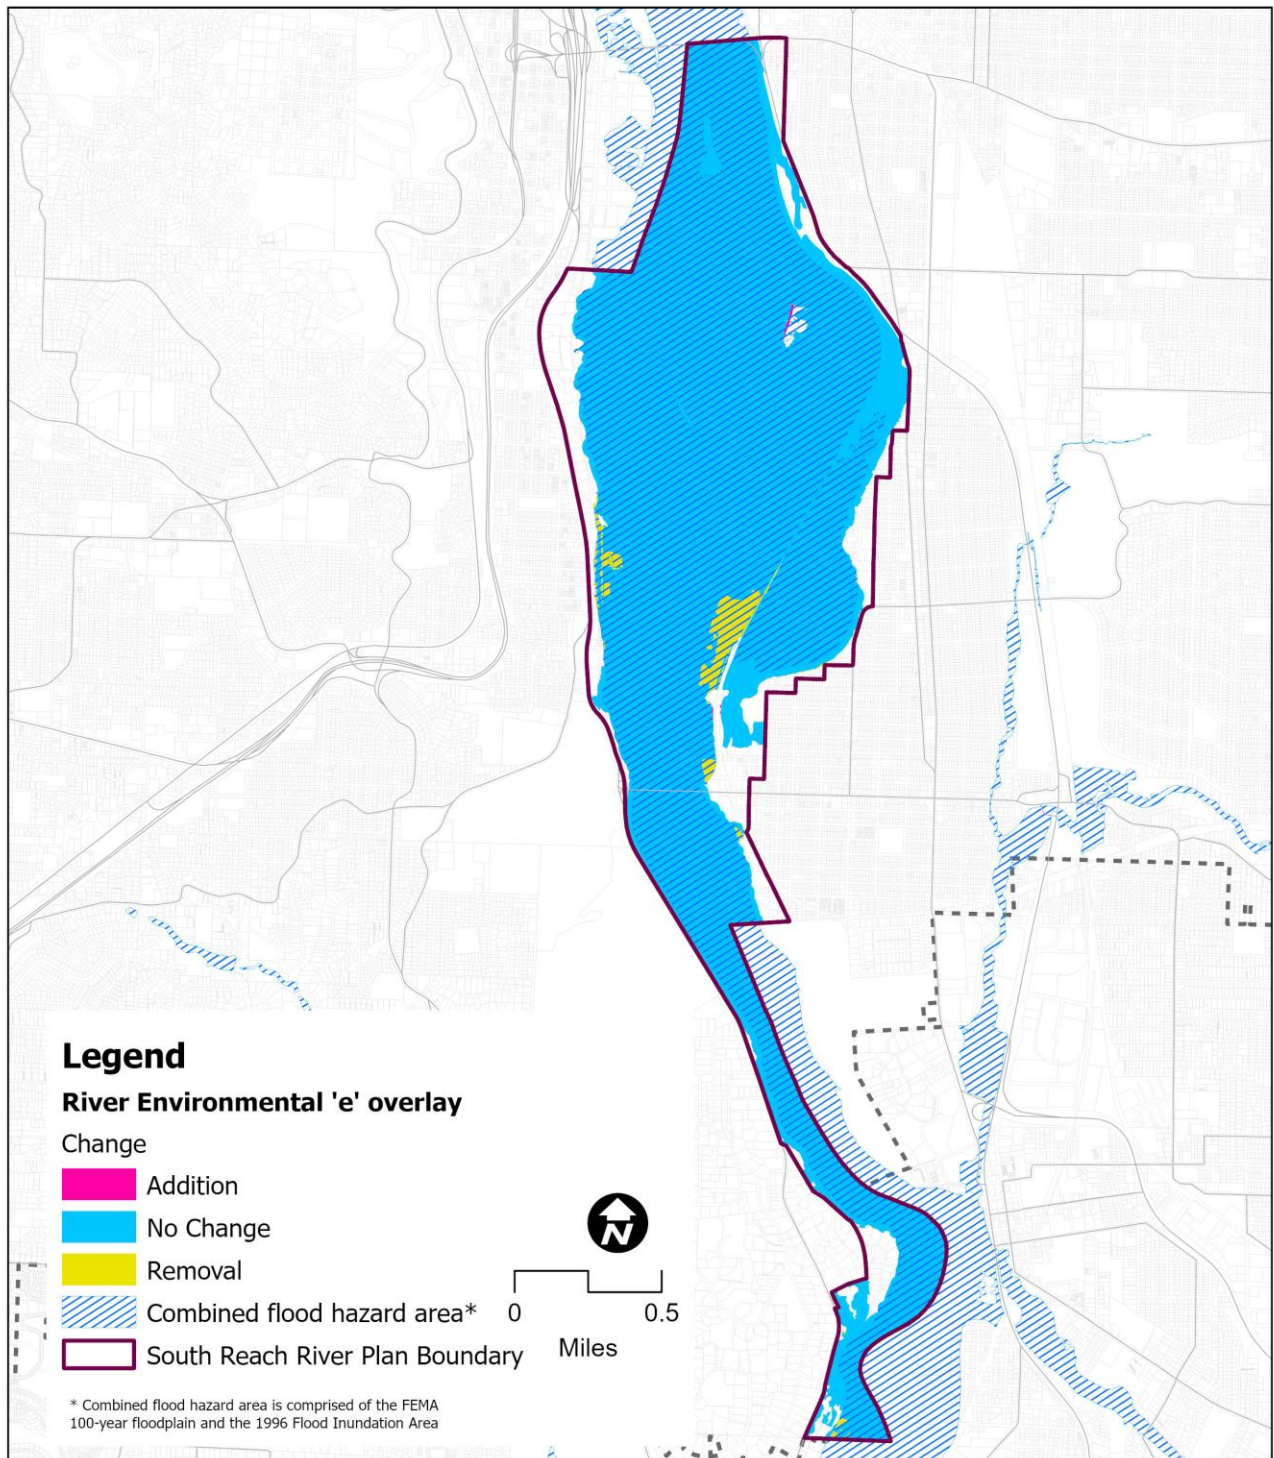 Legend
River Environmental 'e' overlay
Change
Addition
No Change
Removal
Combined flood hazard area*
South Reach River Plan Boundary
* Combined flood hazard area is comprised of the FEMA
100-year floodplain and the 1996 Flood Inundation Area
N
0 0.5
Miles